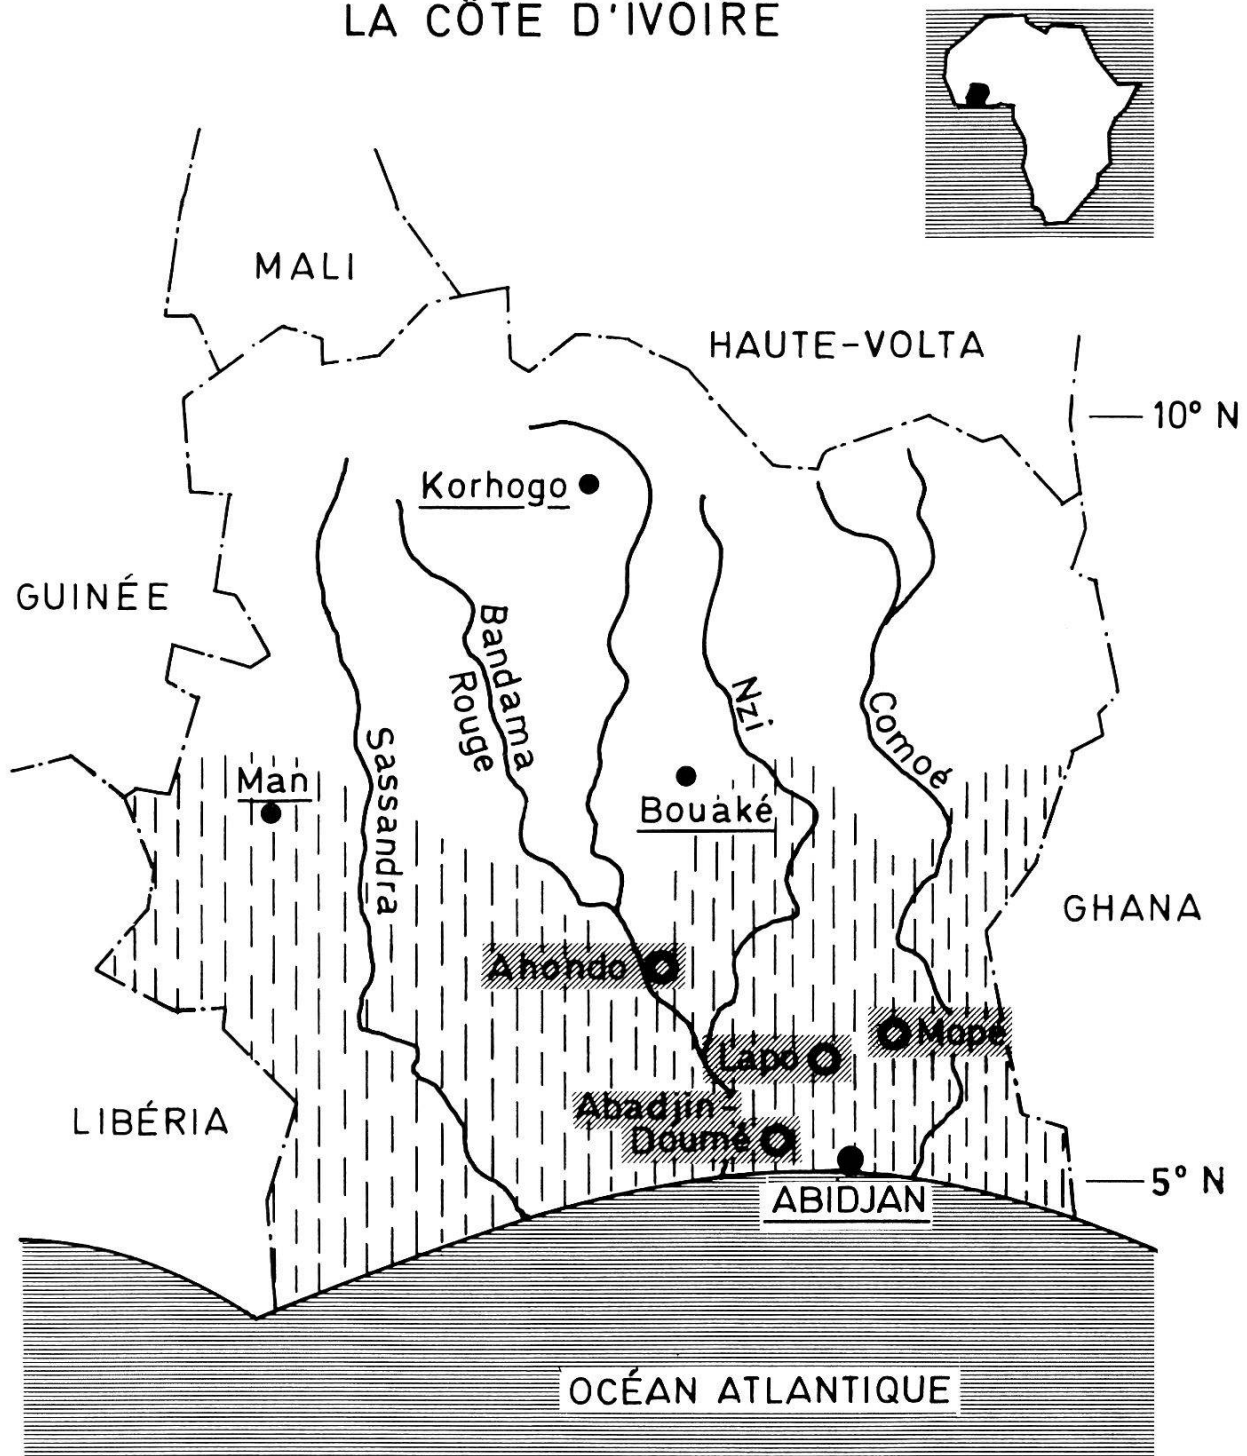 LA CÔTE D'IVOIRE
MALI
HAUTE-VOLTA
10° N
Korhogo
GUINÉE
Bandama
Rouge
Nzi
Comoé
Sassandra
Man
Bouaké
GHANA
Ahondo
Mopé
Lapo
LIBÉRIA
Abadjin-
Doumé
5° N
ABIDJAN
OCÉAN ATLANTIQUE